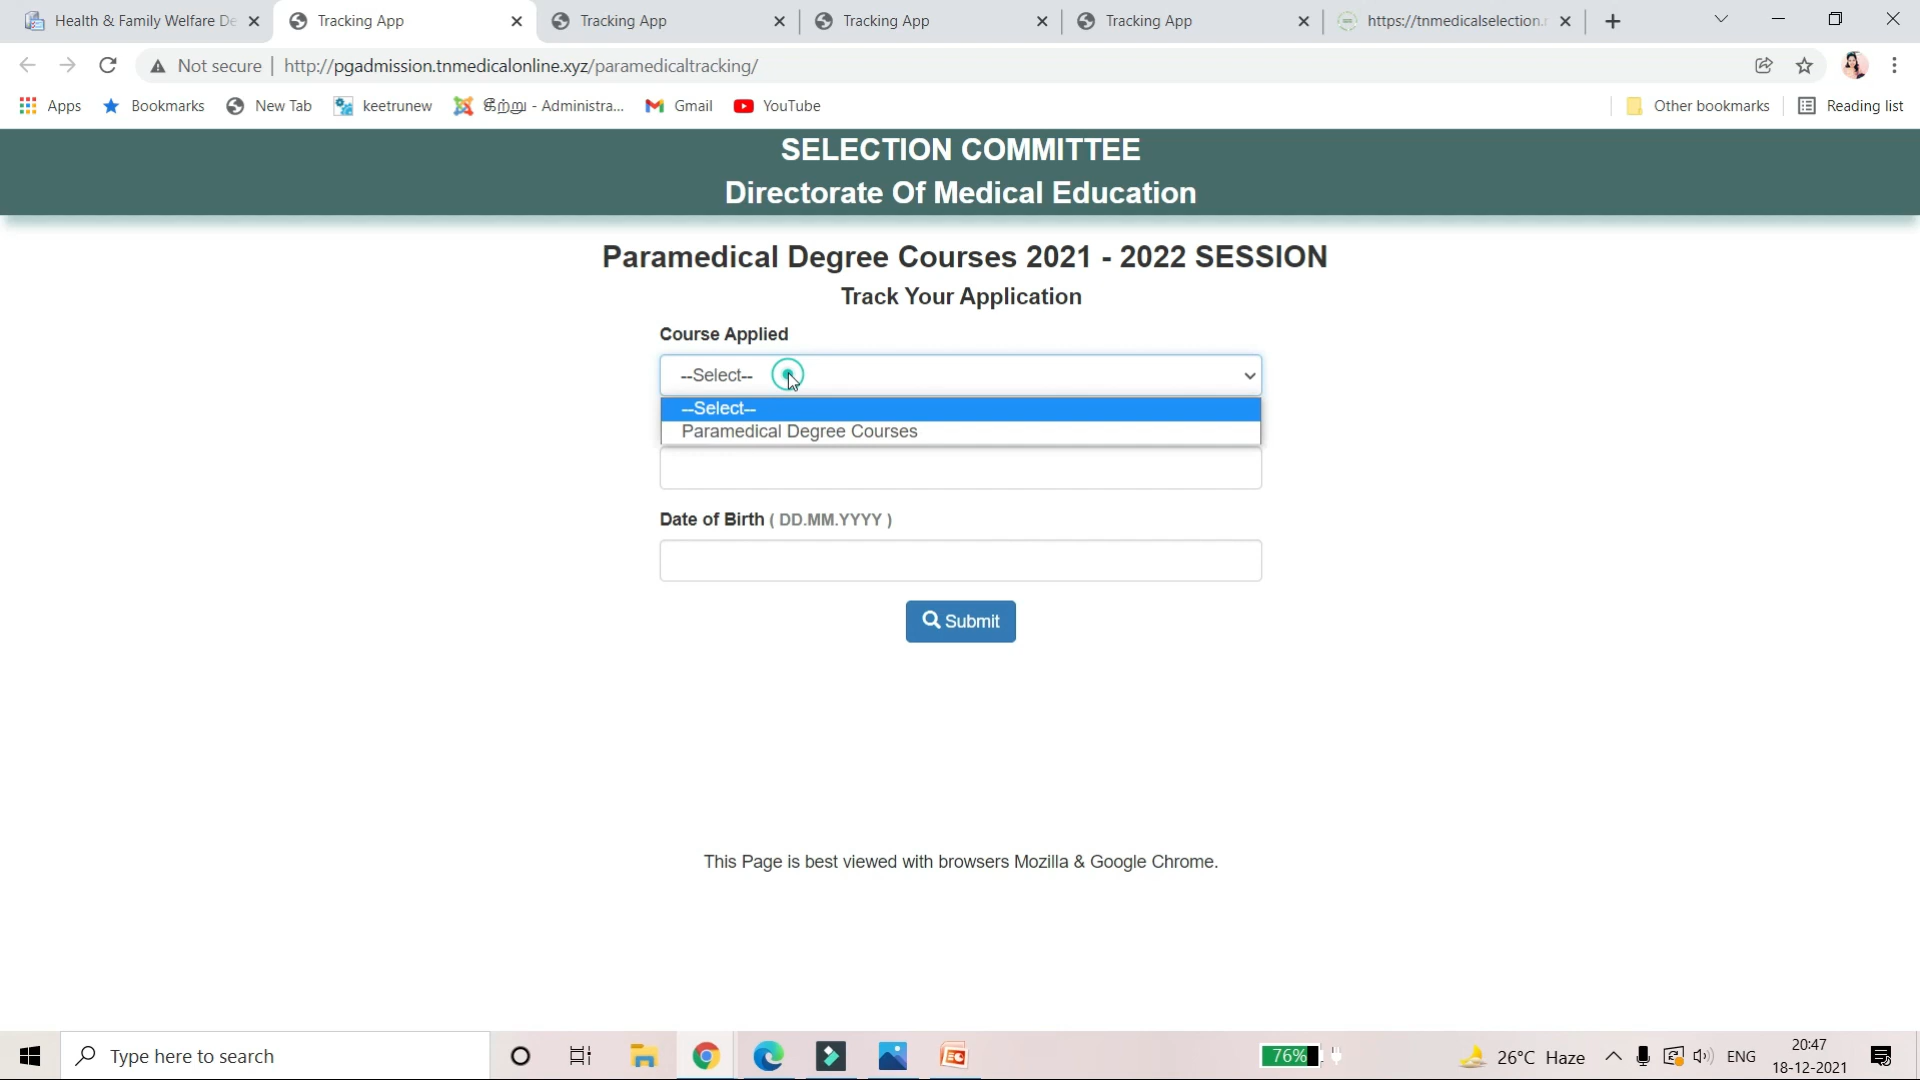 Health & Family Welfare De
Tracking App
Tracking App
Tracking App
Tracking App
https://tnmedicalselection.
Not secure | http://pgadmission.tnmedicalonline.xyz/paramedicaltracking/
Apps
Bookmarks
New Tab
keetrunew
கீற்று - Administra...
Gmail
YouTube
Other bookmarks
Reading list
SELECTION COMMITTEE
Directorate Of Medical Education
Paramedical Degree Courses 2021 - 2022 SESSION
Track Your Application
Course Applied
--Select--
--Select--
Paramedical Degree Courses
Date of Birth ( DD.MM.YYYY )
Submit
This Page is best viewed with browsers Mozilla & Google Chrome.
Type here to search
76%
26°C Haze
ENG
20:47
18-12-2021